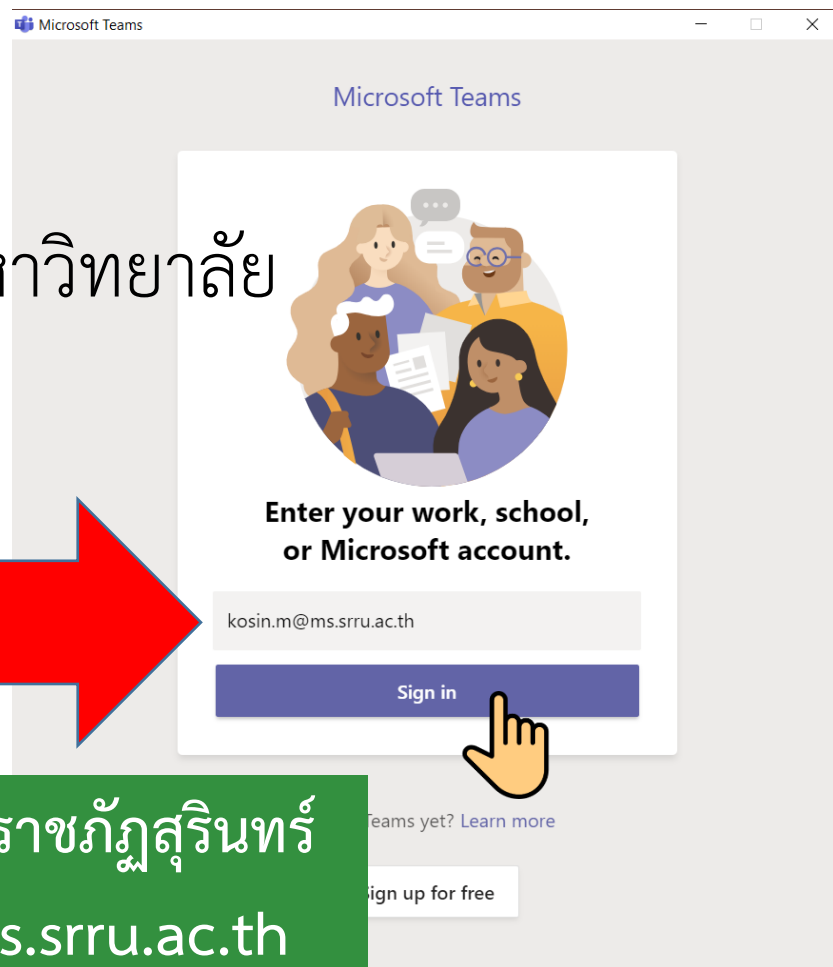 Microsoft Teams
Microsoft Teams
หาวิทยาลัย
Enter your work, school,
or Microsoft account.
kosin.m@ms.srru.ac.th
Sign in
ราชภัฏสุรินทร์
Teams yet? Learn more
Sign up for free
s.srru.ac.th